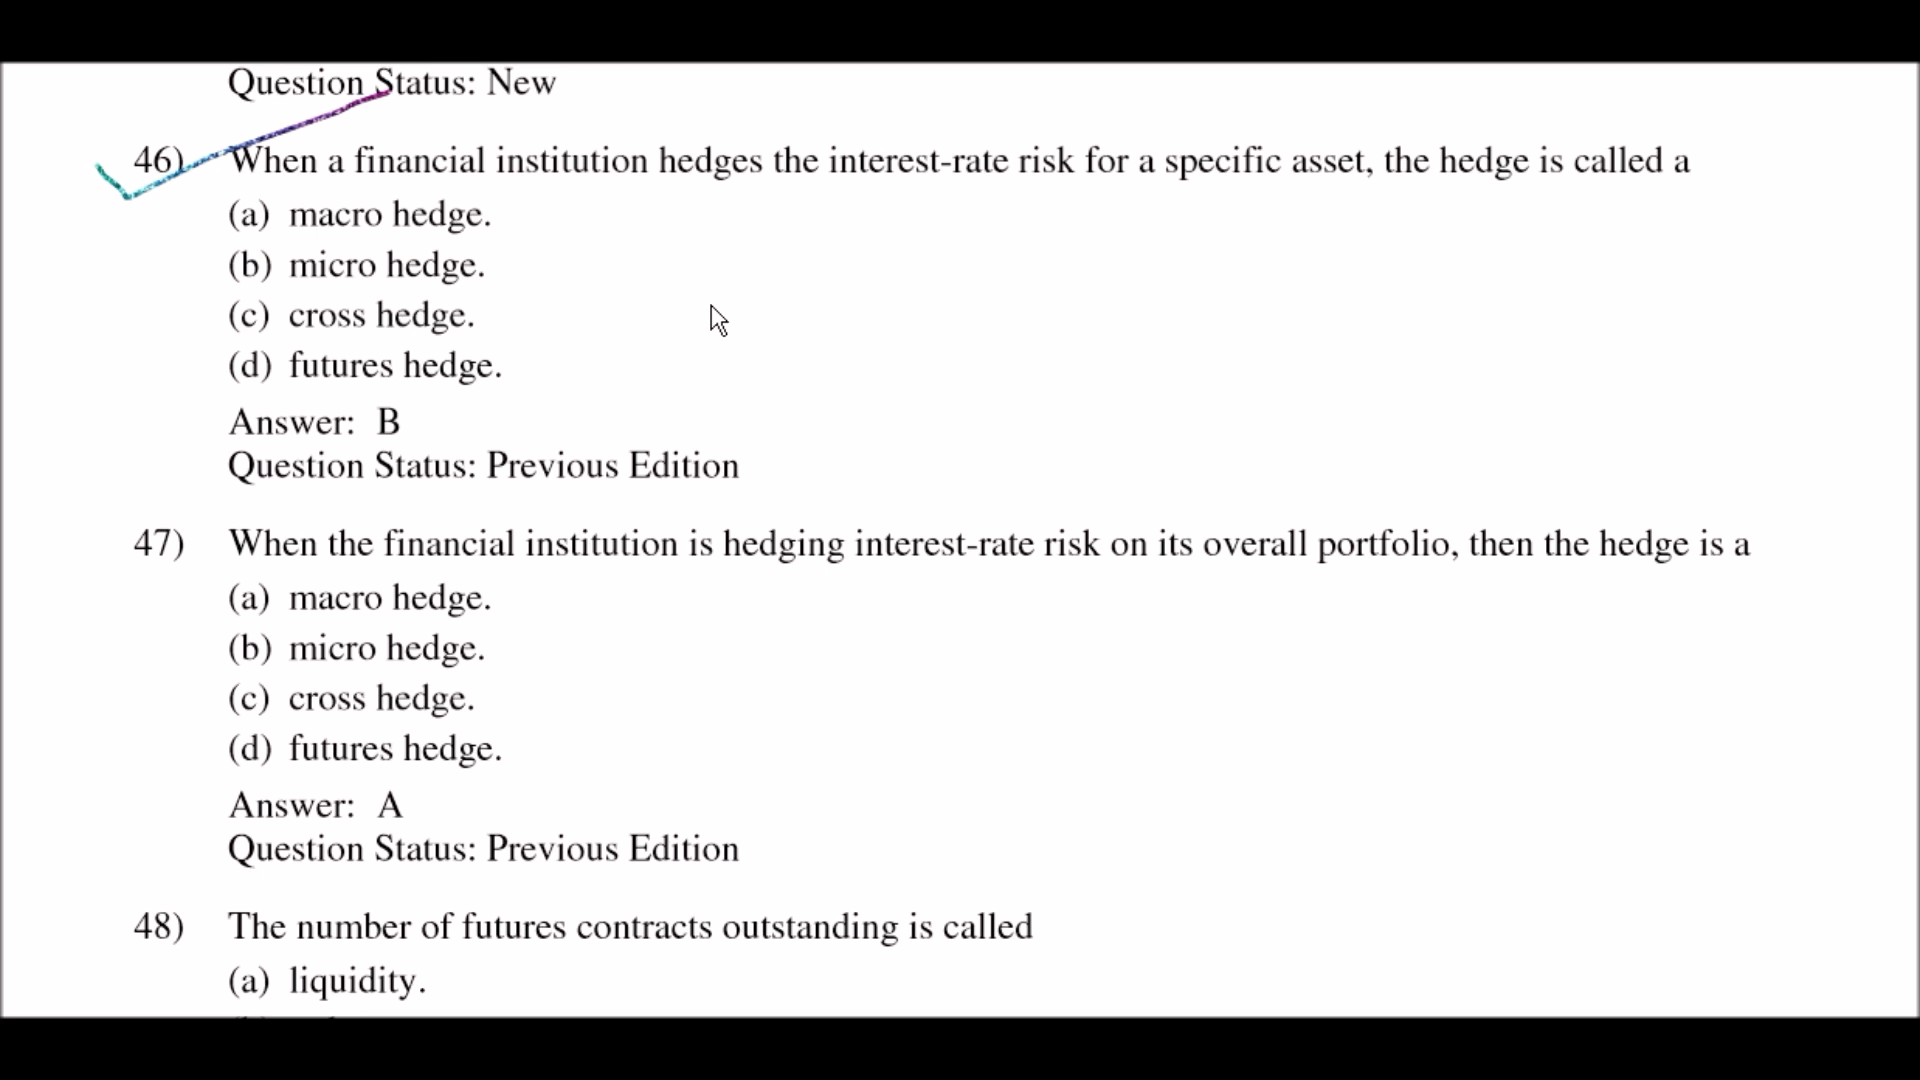 Question Status: New
46) When a financial institution hedges the interest-rate risk for a specific asset, the hedge is called a
(a) macro hedge.
(b) micro hedge.
(c) cross hedge.
(d) futures hedge.
Answer: B
Question Status: Previous Edition
47) When the financial institution is hedging interest-rate risk on its overall portfolio, then the hedge is a
(a) macro hedge.
(b) micro hedge.
(c) cross hedge.
(d) futures hedge.
Answer: A
Question Status: Previous Edition
48) The number of futures contracts outstanding is called
(a) liquidity.